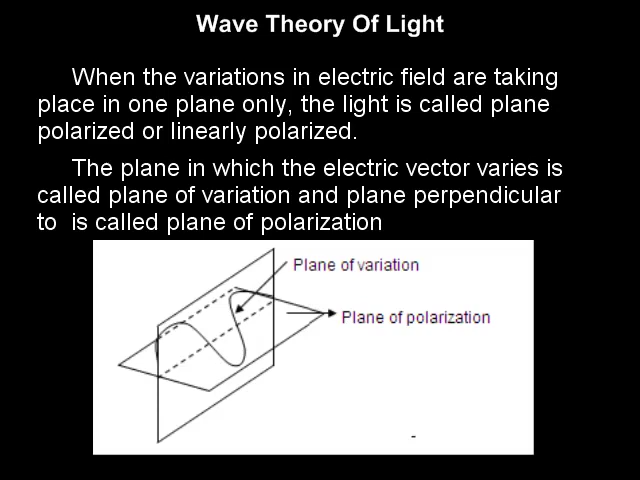 Wave Theory Of Light
When the variations in electric field are taking
place in one plane only, the light is called plane
polarized or linearly polarized.
The plane in which the electric vector varies is
called plane of variation and plane perpendicular
to  is called plane of polarization
Plane of variation
Plane of polarization
-